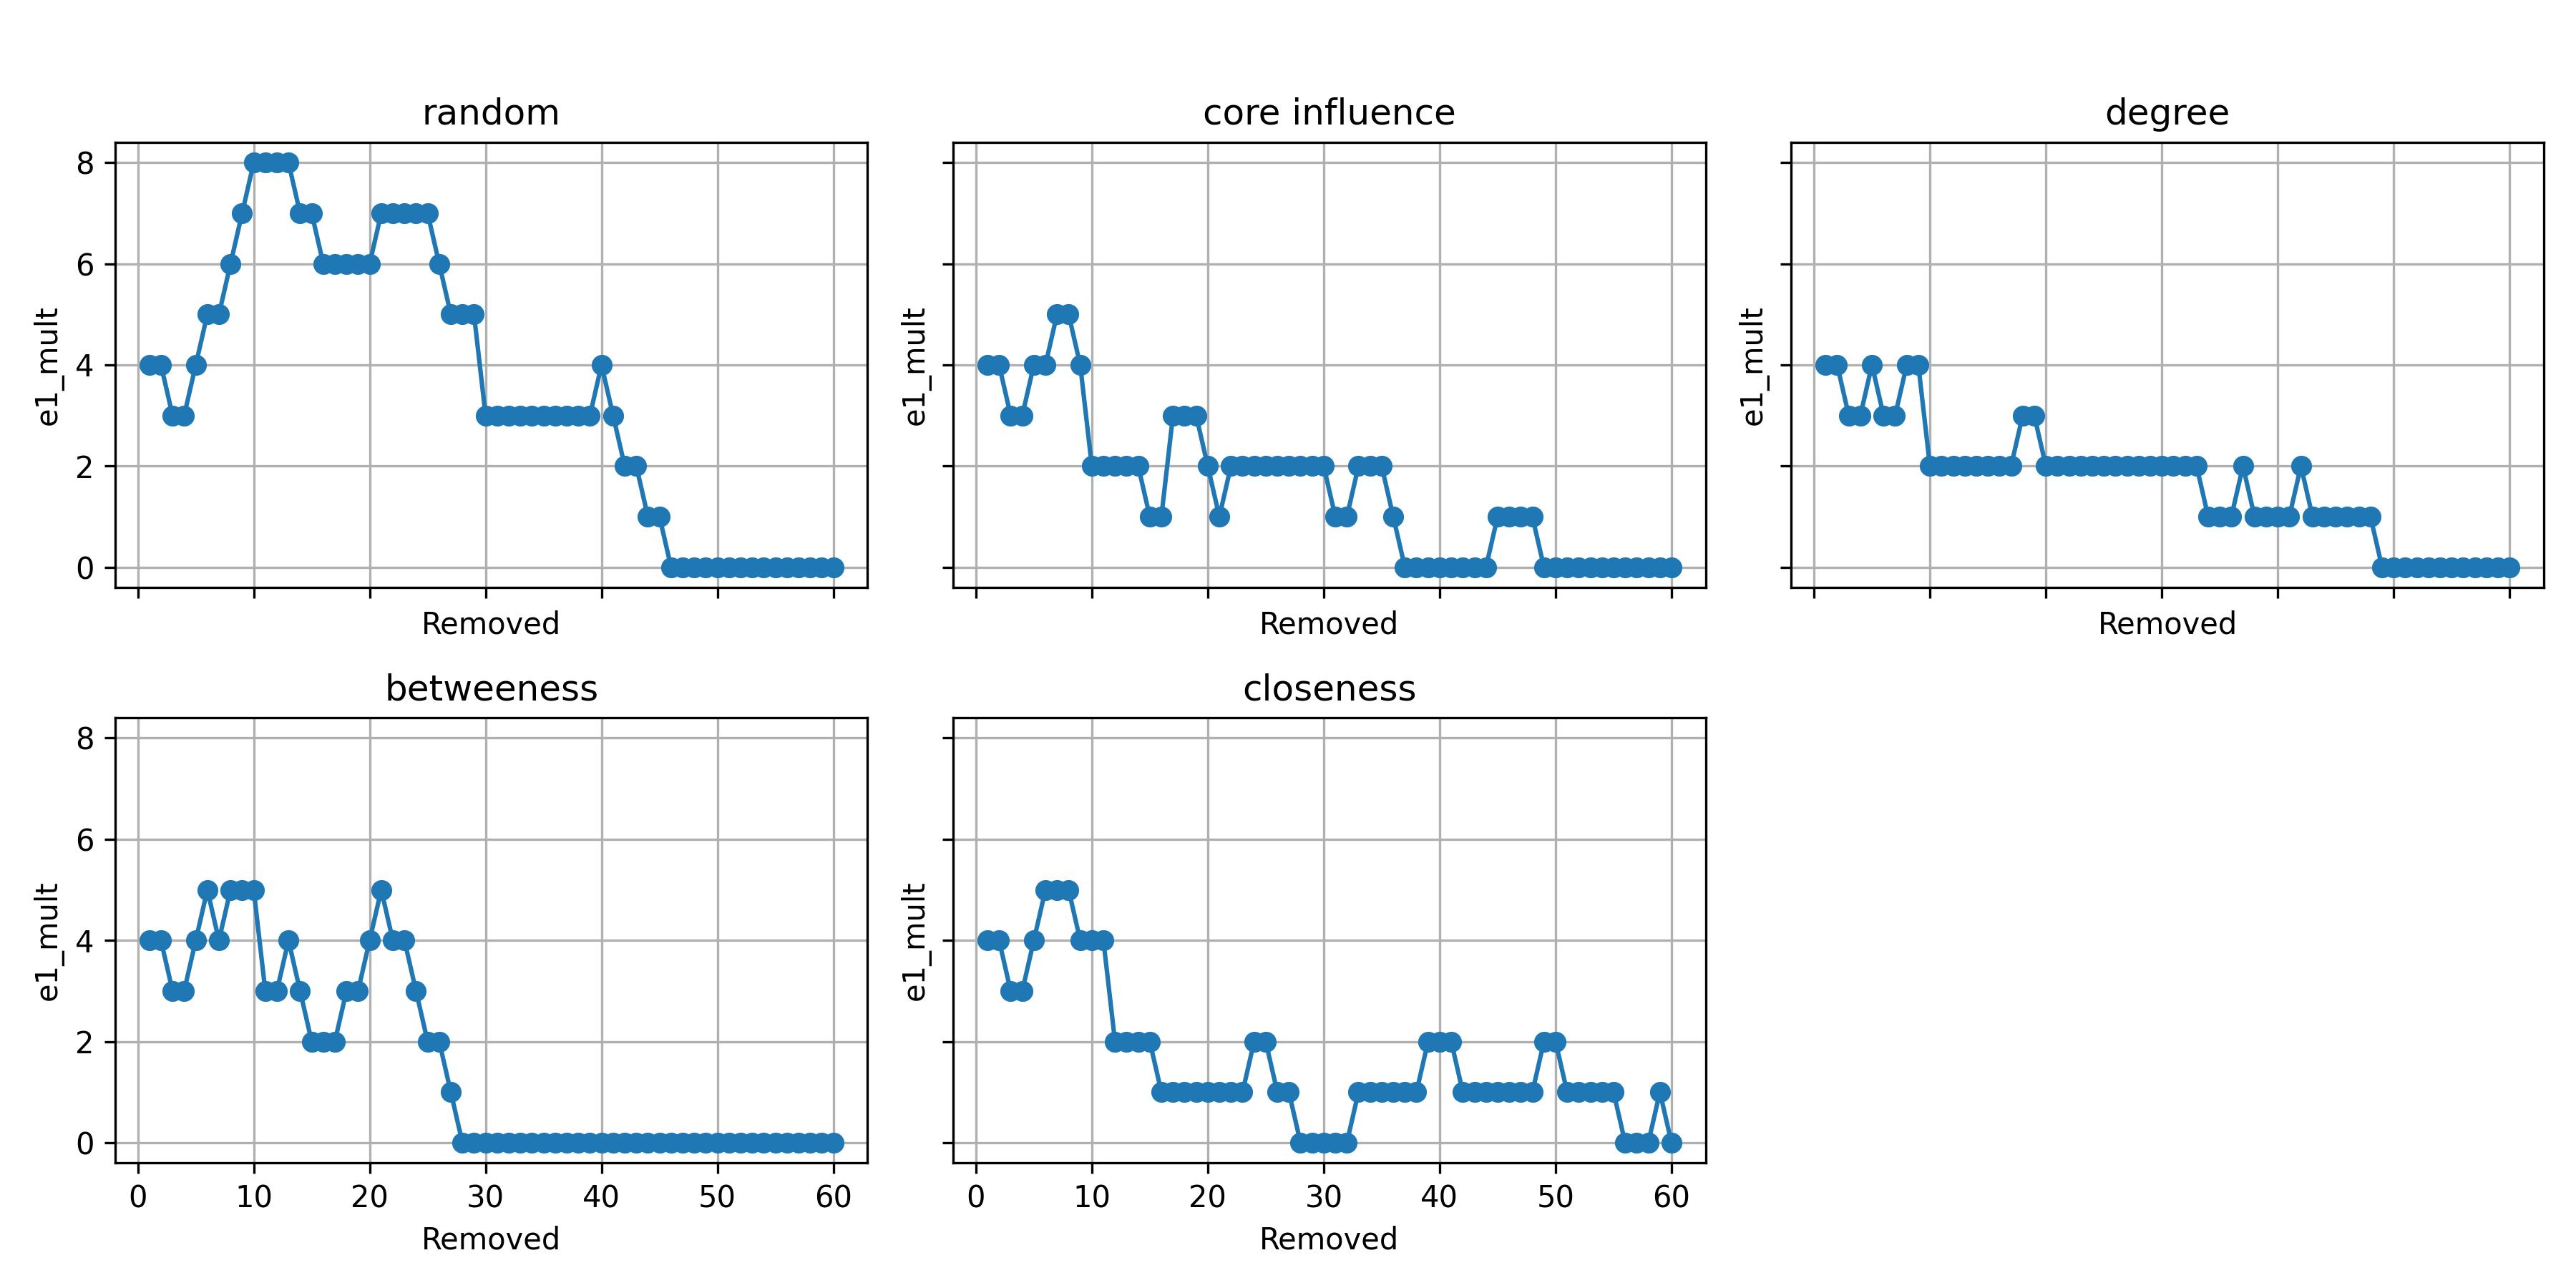 random
core influence
degree
8
6
4
2
0
e1_mult
e1_mult
e1_mult
Removed
Removed
Removed
betweeness
closeness
8
6
4
2
0
e1_mult
e1_mult
0 10 20 30 40 50 60
0 10 20 30 40 50 60
Removed
Removed